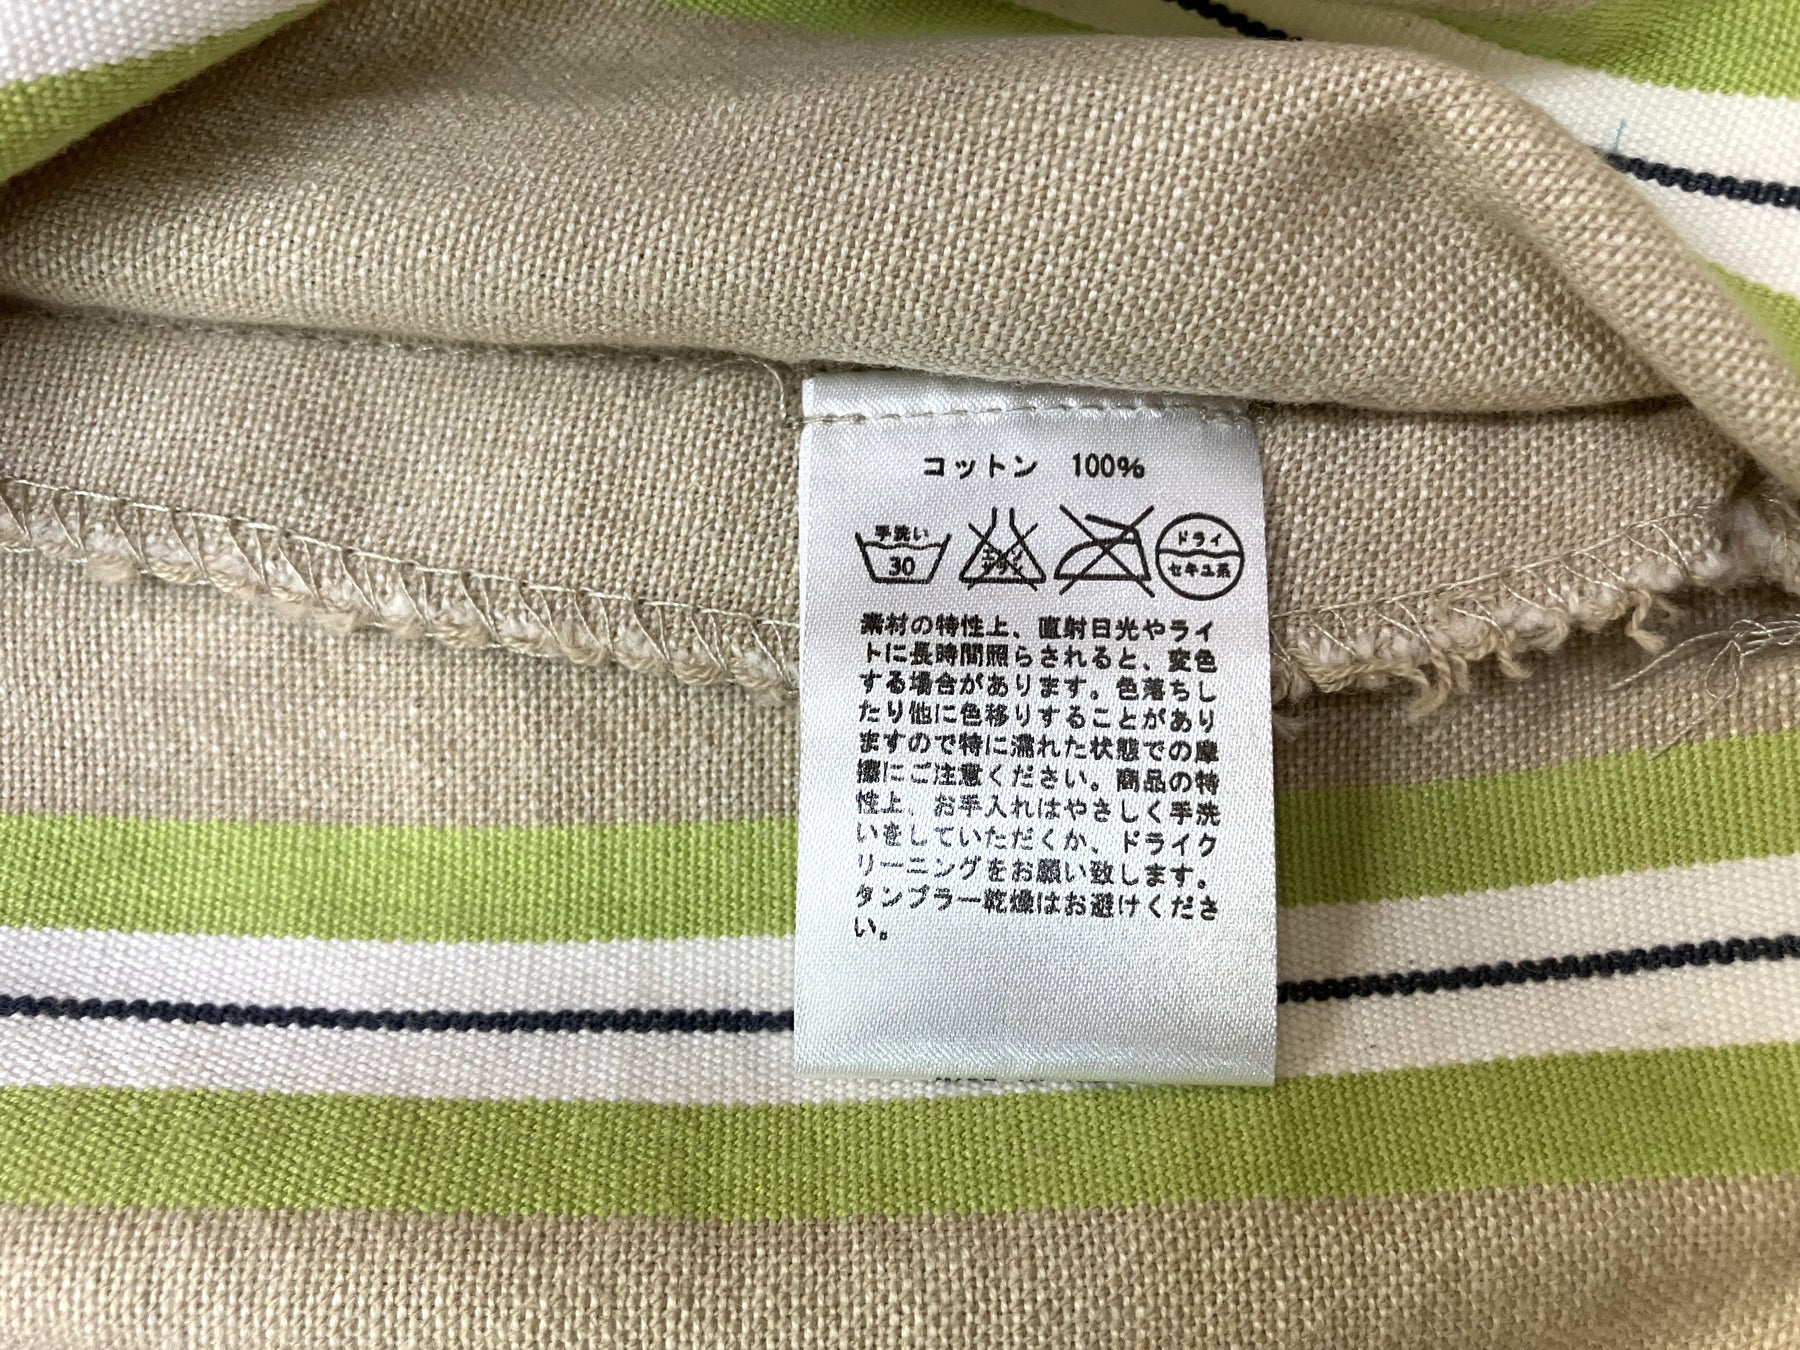 コットン 100%
手洗い
30
エンソ
サラシ
ドライ
セキユ系
素材の特性上、直射日光やライ
トに長時間照らされると、変色
する場合があります。色落ちし
たり他に色移りすることがあり
ますので特に濡れた状態での摩
擦にご注意ください。商品の特
性上、お手入れはやさしく手洗
いをしていただくか、ドライク
リーニングをお願い致します。
タンブラー乾燥はお避けくださ
い。